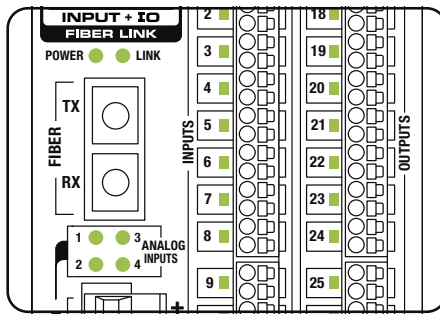 INPUT + IO
FIBER LINK
POWER LINK
FIBER
TX
RX
1 3
2 4
ANALOG
INPUTS
+
INPUTS
2
3
4
5
6
7
8
9
18
19
20
21
22
23
24
25
OUTPUTS